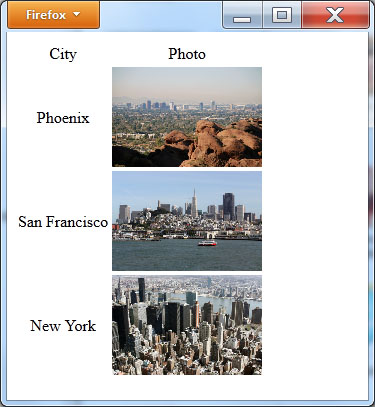 Firefox
City Photo
Phoenix
San Francisco
New York